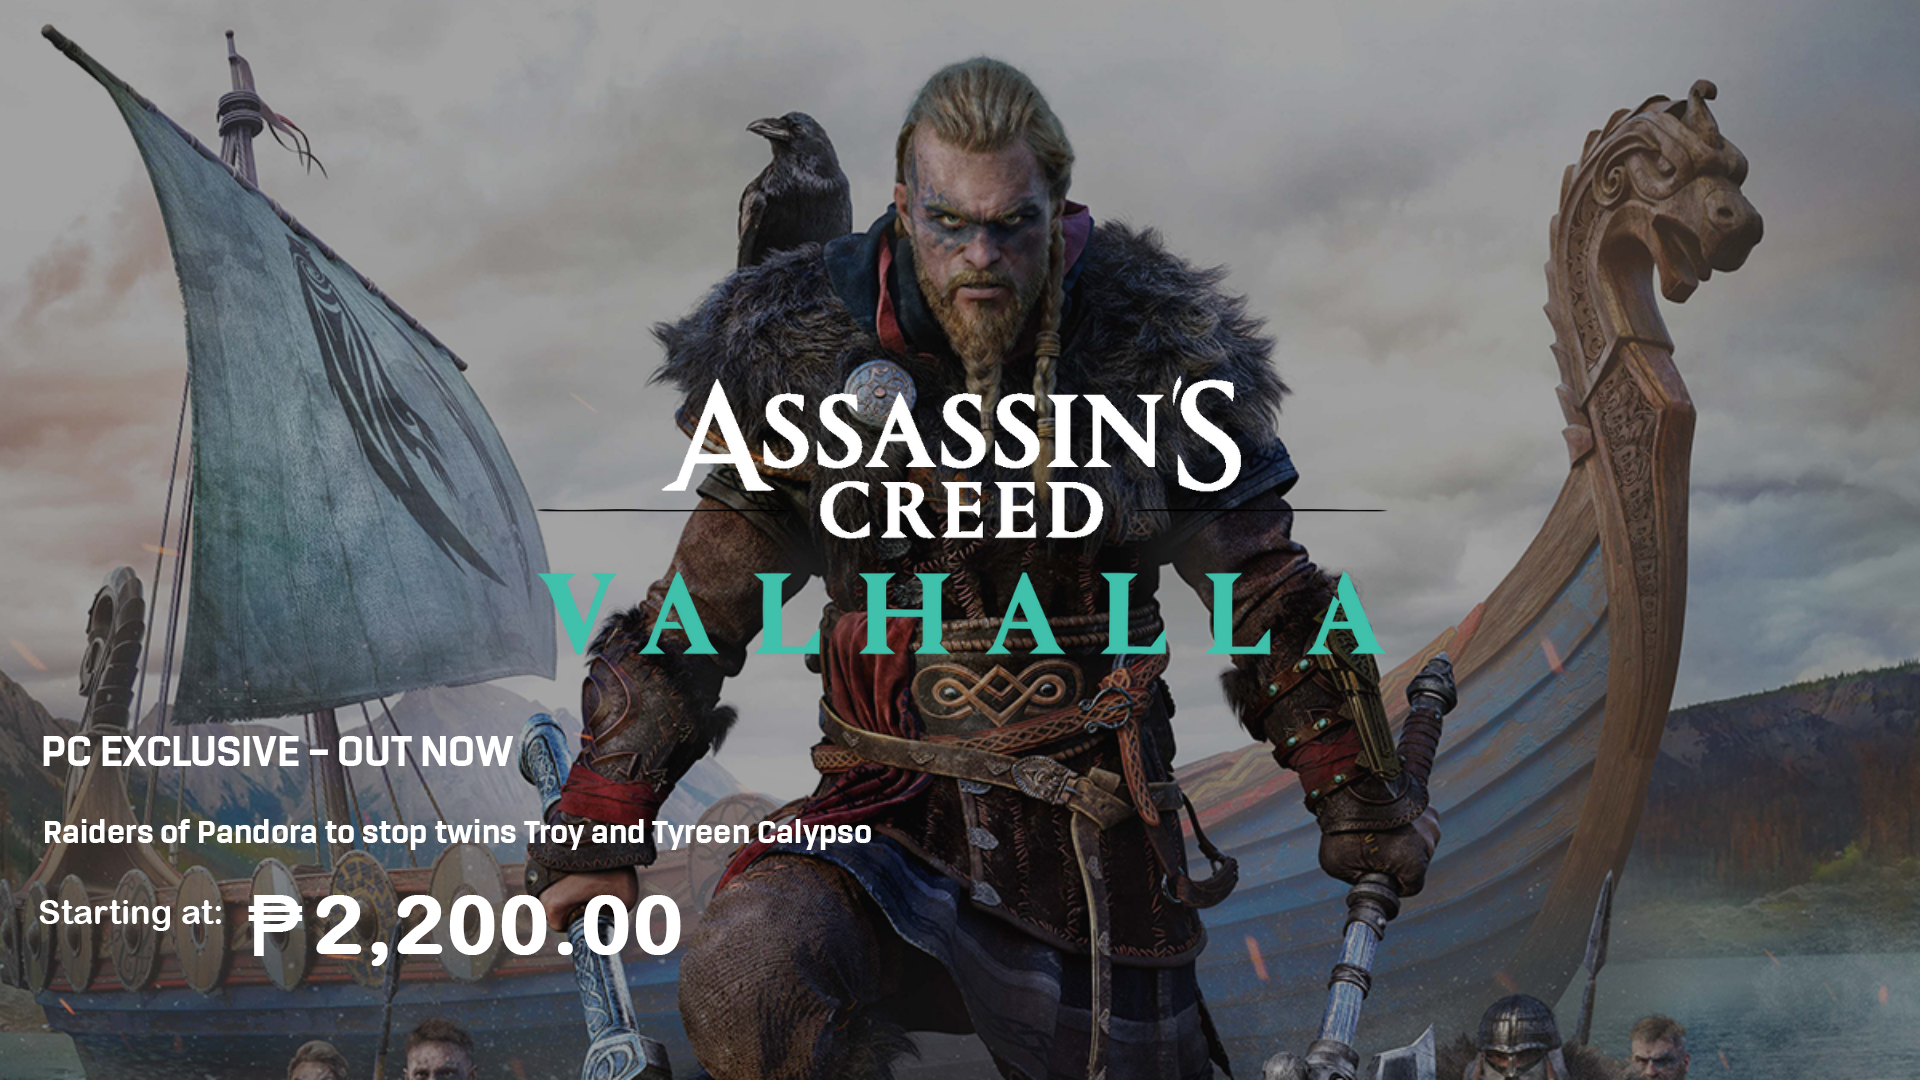 ASSASSIN'S
CREED
VALHALLA
PC EXCLUSIVE – OUT NOW
Raiders of Pandora to stop twins Troy and Tyreen Calypso
Starting at: ₱2,200.00